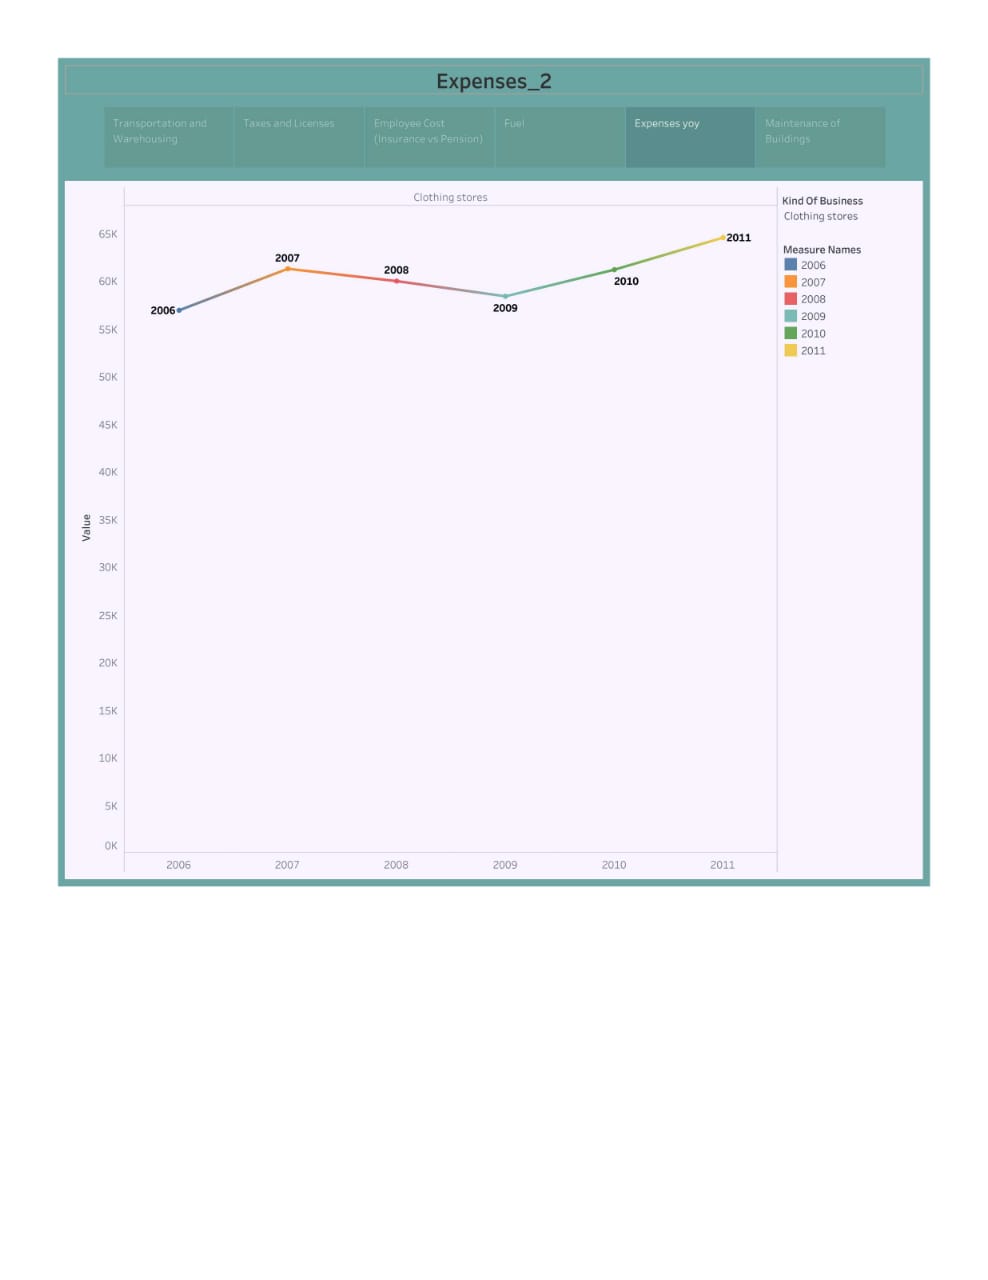 Expenses_2
Transportation and
Warehousing
Taxes and Licenses
Employee Cost
(Insurance vs Pension)
Fuel
Expenses yoy
Maintenance of
Buildings
Clothing stores
Kind Of Business
Clothing stores
Measure Names
2006
2007
2008
2009
2010
2011
Value
65K
60K
55K
50K
45K
40K
35K
30K
25K
20K
15K
10K
5K
0K
2006
2007
2008
2009
2010
2011
2006
2007
2008
2009
2010
2011